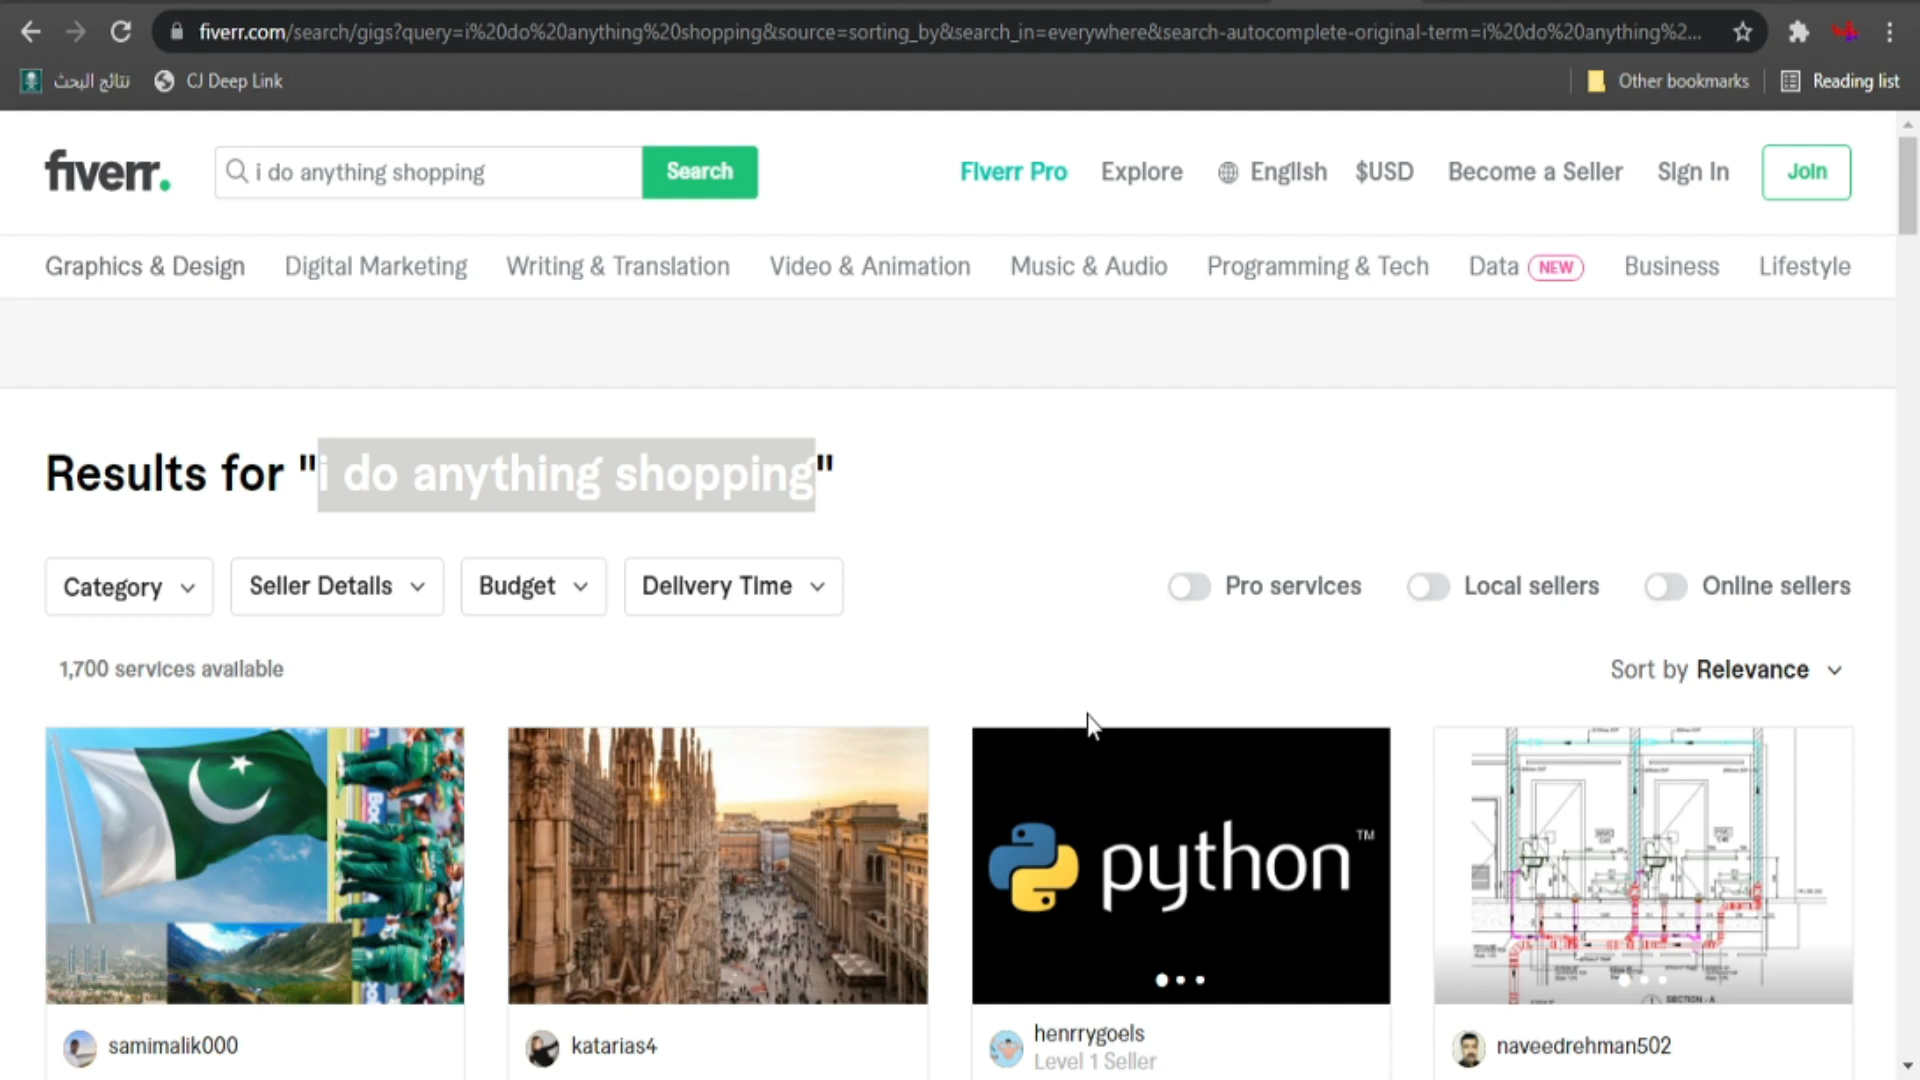 fiverr.com/search/gigs?query=i%20do%20anything%20shopping&source=sorting_by&search_in=everywhere&search-autocomplete-original-term=i%20do%20anything%2...
نتائج البحث
CJ Deep Link
Other bookmarks
Reading list
fiverr.
i do anything shopping
Search
Fiverr Pro
Explore
English
$USD
Become a Seller
Sign In
Join
Graphics & Design
Digital Marketing
Writing & Translation
Video & Animation
Music & Audio
Programming & Tech
Data NEW
Business
Lifestyle
Results for "i do anything shopping"
Category
Seller Details
Budget
Delivery Time
Pro services
Local sellers
Online sellers
1,700 services available
Sort by Relevance
python™
SECTION - A
samimalik000
katarias4
henrrygoels
Level 1 Seller
naveedrehman502